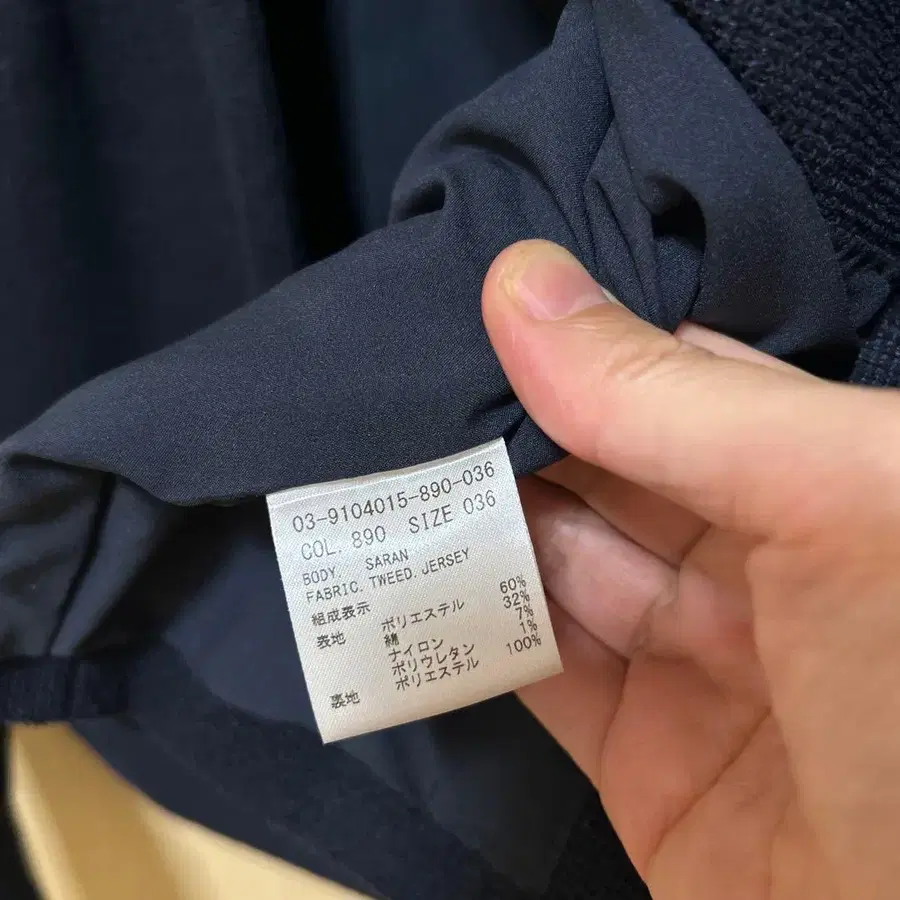 03-9104015-890-036
COL. 890 SIZE 036
BODY. SARAN
FABRIC. TWEED. JERSEY
組成表示
表地 ポリエステル 60%
綿 32%
ナイロン 7%
ポリウレタン 1%
裏地 ポリエステル 100%